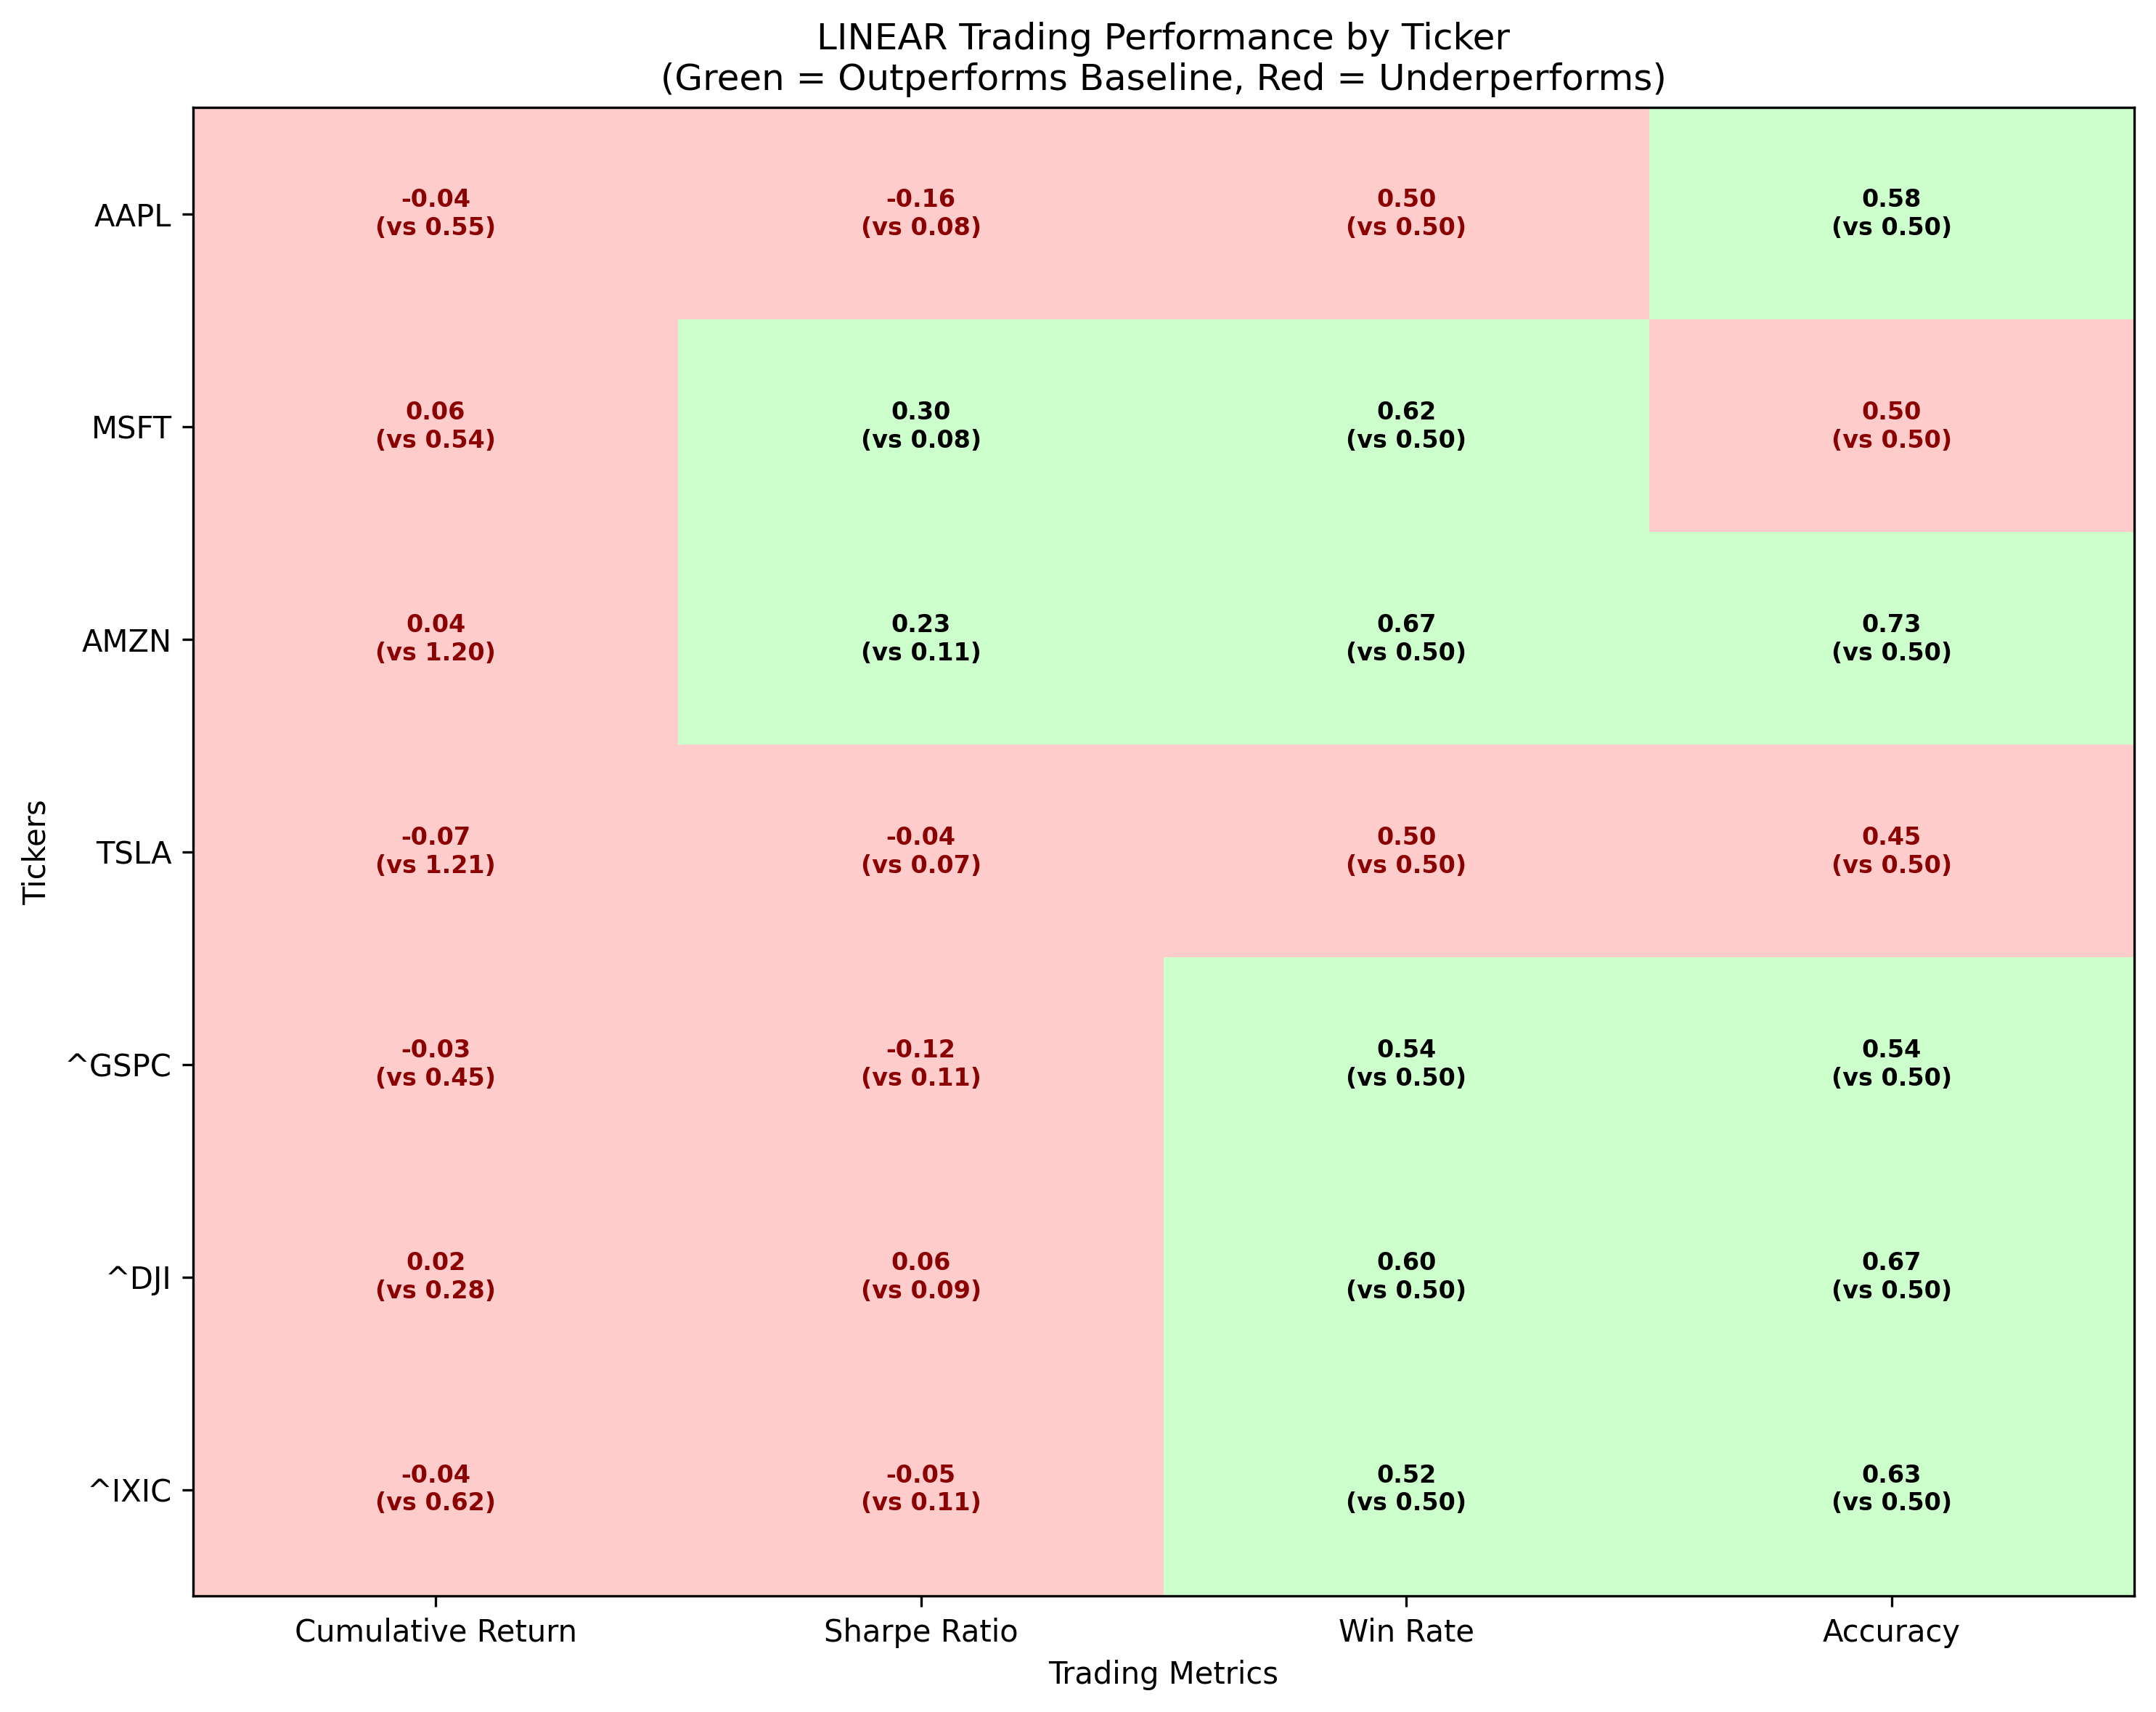 LINEAR Trading Performance by Ticker
(Green = Outperforms Baseline, Red = Underperforms)
Tickers
AAPL
-0.04
(vs 0.55)
-0.16
(vs 0.08)
0.50
(vs 0.50)
0.58
(vs 0.50)
MSFT
0.06
(vs 0.54)
0.30
(vs 0.08)
0.62
(vs 0.50)
0.50
(vs 0.50)
AMZN
0.04
(vs 1.20)
0.23
(vs 0.11)
0.67
(vs 0.50)
0.73
(vs 0.50)
TSLA
-0.07
(vs 1.21)
-0.04
(vs 0.07)
0.50
(vs 0.50)
0.45
(vs 0.50)
^GSPC
-0.03
(vs 0.45)
-0.12
(vs 0.11)
0.54
(vs 0.50)
0.54
(vs 0.50)
^DJI
0.02
(vs 0.28)
0.06
(vs 0.09)
0.60
(vs 0.50)
0.67
(vs 0.50)
^IXIC
-0.04
(vs 0.62)
-0.05
(vs 0.11)
0.52
(vs 0.50)
0.63
(vs 0.50)
Cumulative Return
Sharpe Ratio
Win Rate
Accuracy
Trading Metrics